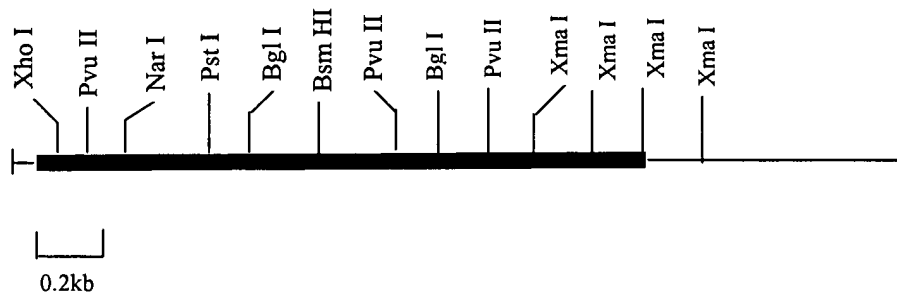 Xho I
Pvu II
Nar I
Pst I
Bgl I
Bsm HI
Pvu II
Bgl I
Pvu II
Xma I
Xma I
Xma I
Xma I
0.2kb